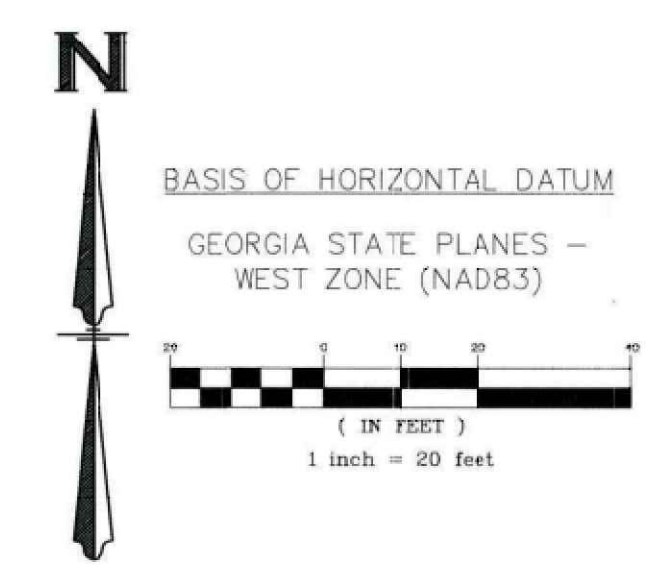 N
BASIS OF HORIZONTAL DATUM
GEORGIA STATE PLANES –
WEST ZONE (NAD83)
20 0 10 20 40
( IN FEET )
1 inch = 20 feet